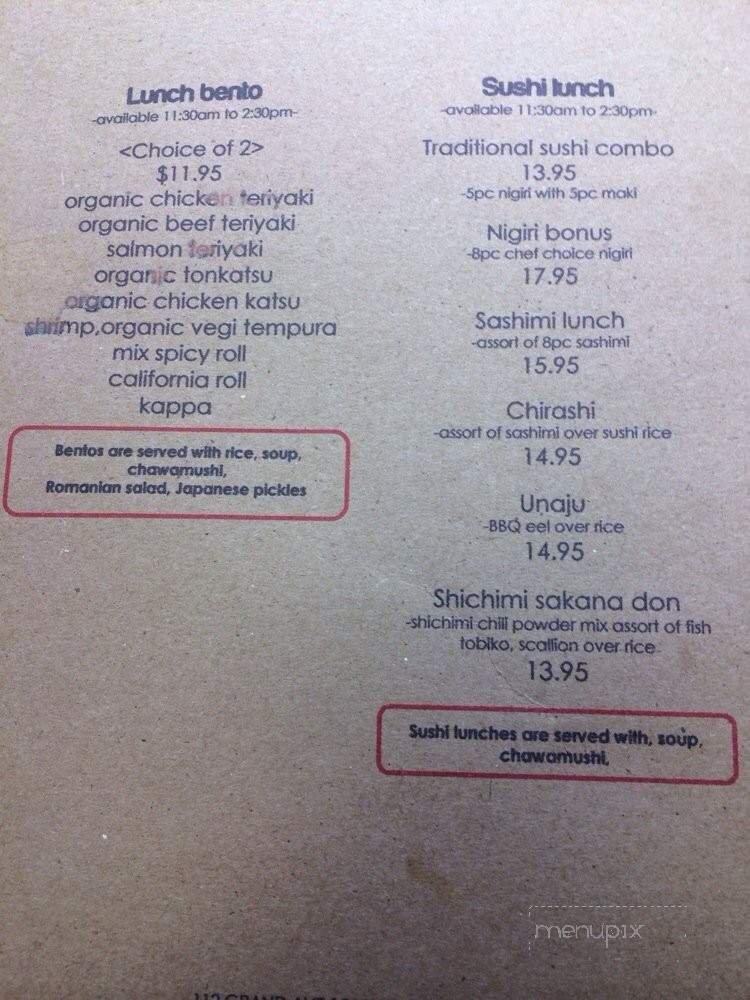 Lunch bento
-available 11:30am to 2:30pm-
<Choice of 2>
$11.95
organic chicken teriyaki
organic beef teriyaki
salmon teriyaki
organic tonkatsu
organic chicken katsu
shrimp,organic vegi tempura
mix spicy roll
california roll
kappa
Bentos are served with rice, soup,
chawamushi,
Romanian salad, Japanese pickles
Sushi lunch
-available 11:30am to 2:30pm-
Traditional sushi combo
13.95
-5pc nigiri with 5pc maki
Nigiri bonus
-8pc chef choice nigiri
17.95
Sashimi lunch
-assort of 8pc sashimi
15.95
Chirashi
-assort of sashimi over sushi rice
14.95
Unaju
-BBQ eel over rice
14.95
Shichimi sakana don
-shichimi chili powder mix assort of fish
tobiko, scallion over rice
13.95
Sushi lunches are served with, soup,
chawamushi,
menupix